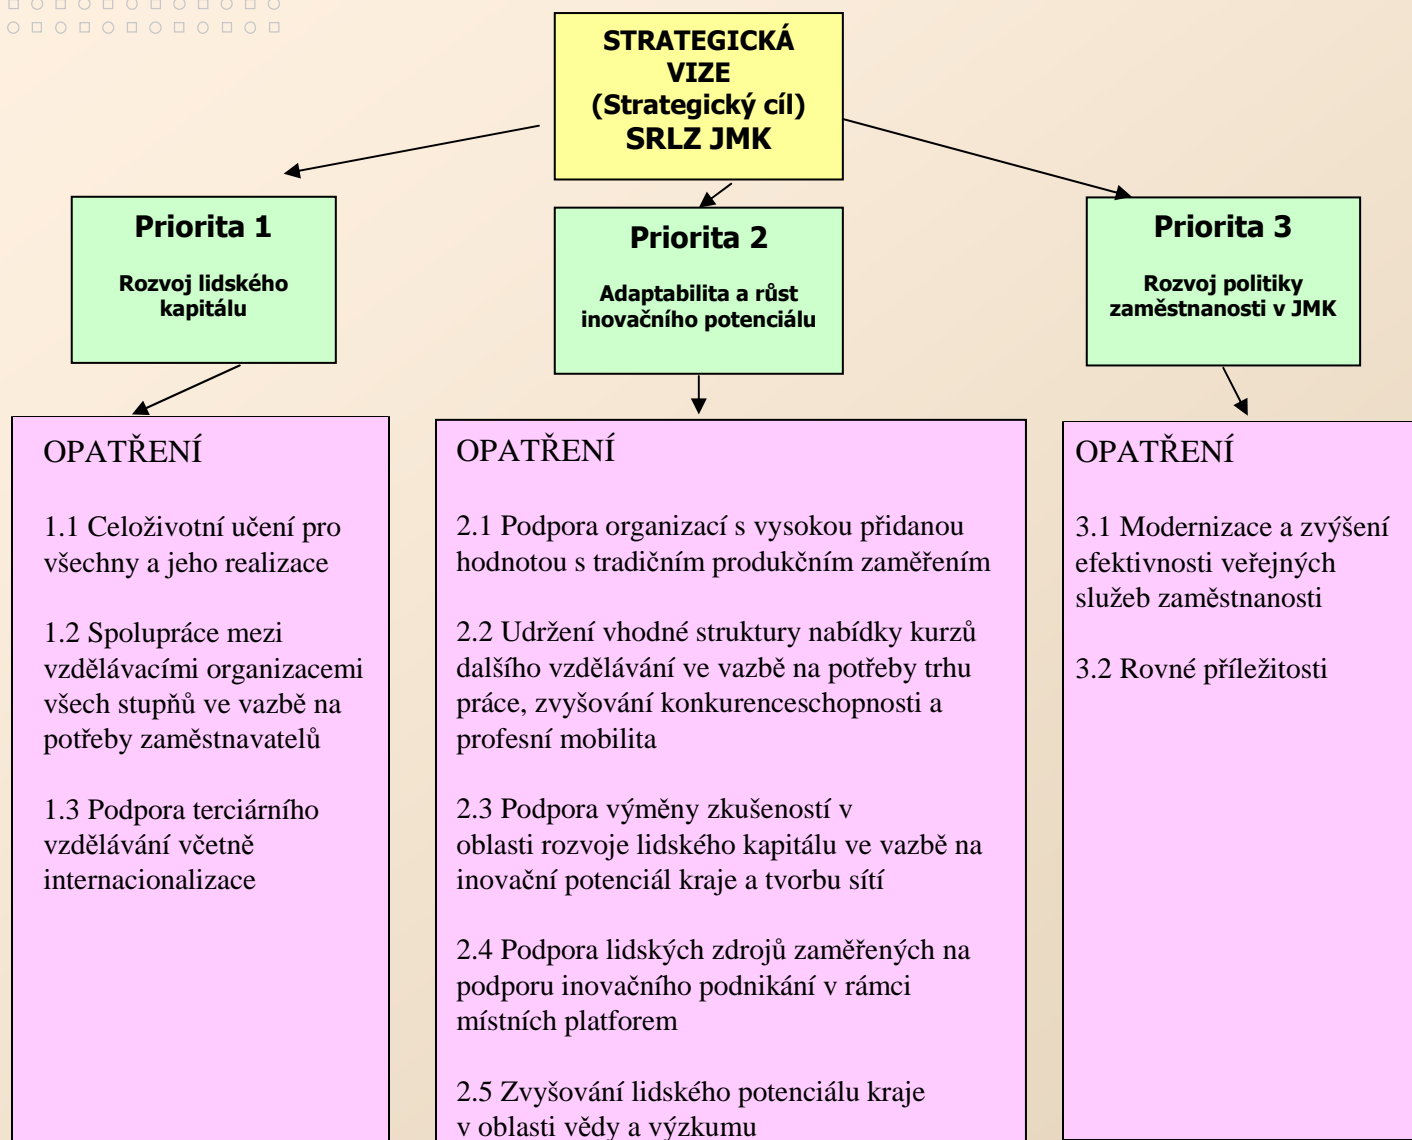 STRATEGICKÁ
VIZE
(Strategický cíl)
SRLZ JMK
Priorita 1
Rozvoj lidského
kapitálu
Priorita 2
Adaptabilita a růst
inovačního potenciálu
Priorita 3
Rozvoj politiky
zaměstnanosti v JMK
OPATŘENÍ
1.1 Celoživotní učení pro
všechny a jeho realizace
1.2 Spolupráce mezi
vzdělávacími organizacemi
všech stupňů ve vazbě na
potřeby zaměstnavatelů
1.3 Podpora terciárního
vzdělávání včetně
internacionalizace
OPATŘENÍ
2.1 Podpora organizací s vysokou přidanou
hodnotou s tradičním produkčním zaměřením
2.2 Udržení vhodné struktury nabídky kurzů
dalšího vzdělávání ve vazbě na potřeby trhu
práce, zvyšování konkurenceschopnosti a
profesní mobilita
2.3 Podpora výměny zkušeností v
oblasti rozvoje lidského kapitálu ve vazbě na
inovační potenciál kraje a tvorbu sítí
2.4 Podpora lidských zdrojů zaměřených na
podporu inovačního podnikání v rámci
místních platforem
2.5 Zvyšování lidského potenciálu kraje
v oblasti vědy a výzkumu
OPATŘENÍ
3.1 Modernizace a zvýšení
efektivnosti veřejných
služeb zaměstnanosti
3.2 Rovné příležitosti